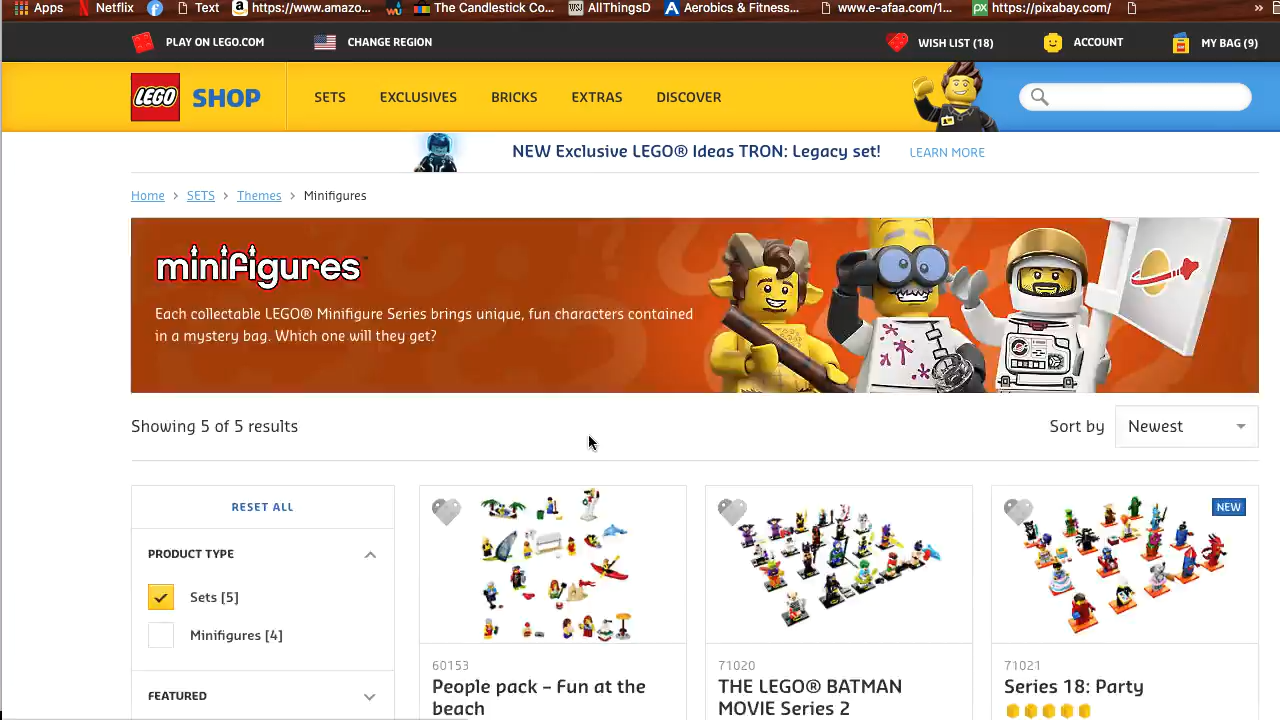 Apps Netflix Text https://www.amazo... The Candlestick Co... AllThingsD Aerobics & Fitness... www.e-afaa.com/1... https://pixabay.com/ »
PLAY ON LEGO.COM CHANGE REGION WISH LIST (18) ACCOUNT MY BAG (9)
LEGO SHOP SETS EXCLUSIVES BRICKS EXTRAS DISCOVER
NEW Exclusive LEGO® Ideas TRON: Legacy set! LEARN MORE
Home > SETS > Themes > Minifigures
minifigures™
Each collectable LEGO® Minifigure Series brings unique, fun characters contained
in a mystery bag. Which one will they get?
Showing 5 of 5 results
Sort by Newest
RESET ALL
PRODUCT TYPE
Sets [5]
Minifigures [4]
FEATURED
60153
People pack – Fun at the
beach
71020
THE LEGO® BATMAN
MOVIE Series 2
NEW
71021
Series 18: Party